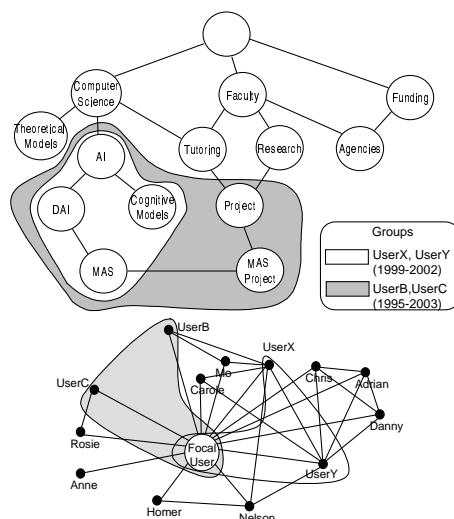 Computer
Science
Faculty
Funding
Theoretical
Models
AI
Tutoring
Research
Agencies
DAI
Cognitive
Models
Project
MAS
MAS
Project
Groups
UserX, UserY
(1999-2002)
UserB,UserC
(1995-2003)
UserB
UserX
Mo
Chris
UserC
Carole
Adrian
Danny
Rosie
Focal
User
Anne
UserY
Homer
Nelson